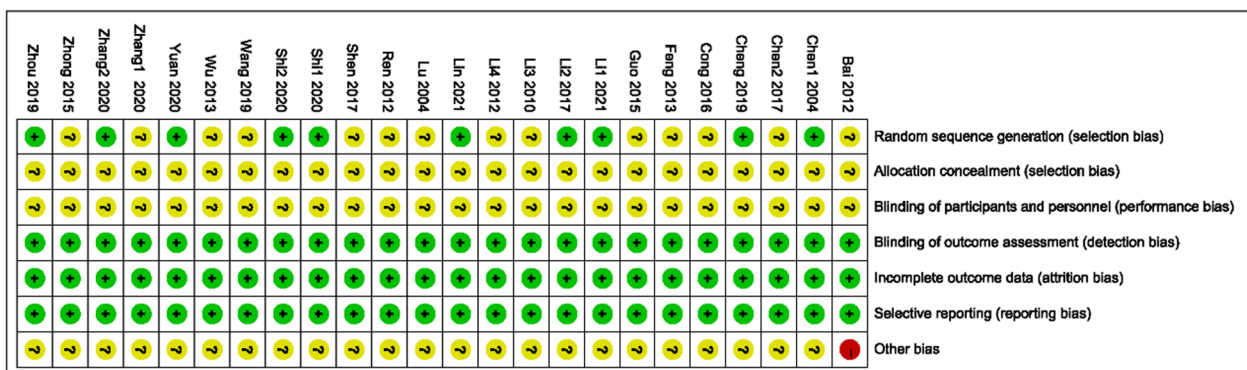 Zhou 2019
Zhong 2015
Zhang2 2020
Zhang1 2020
Yuan 2020
Wu 2013
Wang 2019
Shi2 2020
Shi1 2020
Shen 2017
Ren 2012
Lu 2004
Lin 2021
Li4 2012
Li3 2010
Li2 2017
Li1 2021
Guo 2015
Feng 2013
Cong 2016
Cheng 2019
Chen2 2017
Chen1 2004
Bai 2012
+ ? + ? + ? ? + + ? ? ? + ? ? + + ? ? ? + ? + ? Random sequence generation (selection bias)
? ? ? ? ? ? ? ? ? ? ? ? ? ? ? ? ? ? ? ? ? ? ? ? Allocation concealment (selection bias)
? ? ? ? ? ? ? ? ? ? ? ? ? ? ? ? ? ? ? ? ? ? ? ? Blinding of participants and personnel (performance bias)
+ + + + + + + + + + + + + + + + + + + + + + + + Blinding of outcome assessment (detection bias)
+ + + + + + + + + + + + + + + + + + + + + + + + Incomplete outcome data (attrition bias)
+ + + + + + + + + + + + + + + + + + + + + + + + Selective reporting (reporting bias)
? ? ? ? ? ? ? ? ? ? ? ? ? ? ? ? ? ? ? ? ? ? ? - Other bias